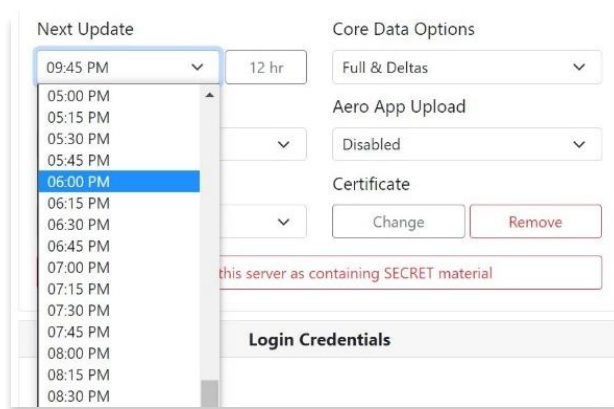 Next Update
Core Data Options
09:45 PM
12 hr
Full & Deltas
05:00 PM
05:15 PM
05:30 PM
05:45 PM
06:00 PM
06:15 PM
06:30 PM
06:45 PM
07:00 PM
07:15 PM
07:30 PM
07:45 PM
08:00 PM
08:15 PM
08:30 PM
Aero App Upload
Disabled
Certificate
Change
Remove
this server as containing SECRET material
Login Credentials